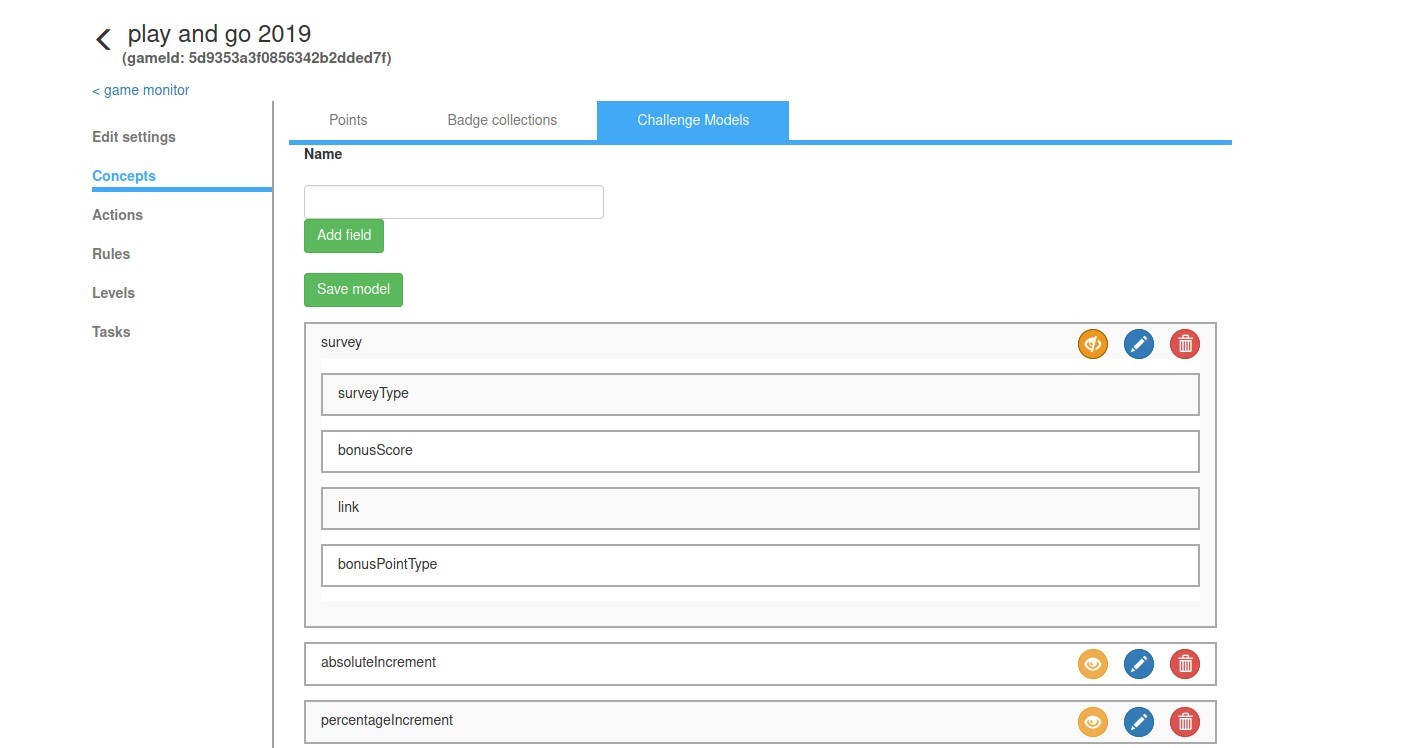 play and go 2019
(gameId: 5d9353a3f0856342b2dded7f)
< game monitor
Edit settings
Concepts
Actions
Rules
Levels
Tasks
Points Badge collections Challenge Models
Name
Add field
Save model
survey
surveyType
bonusScore
link
bonusPointType
absoluteIncrement
percentageIncrement